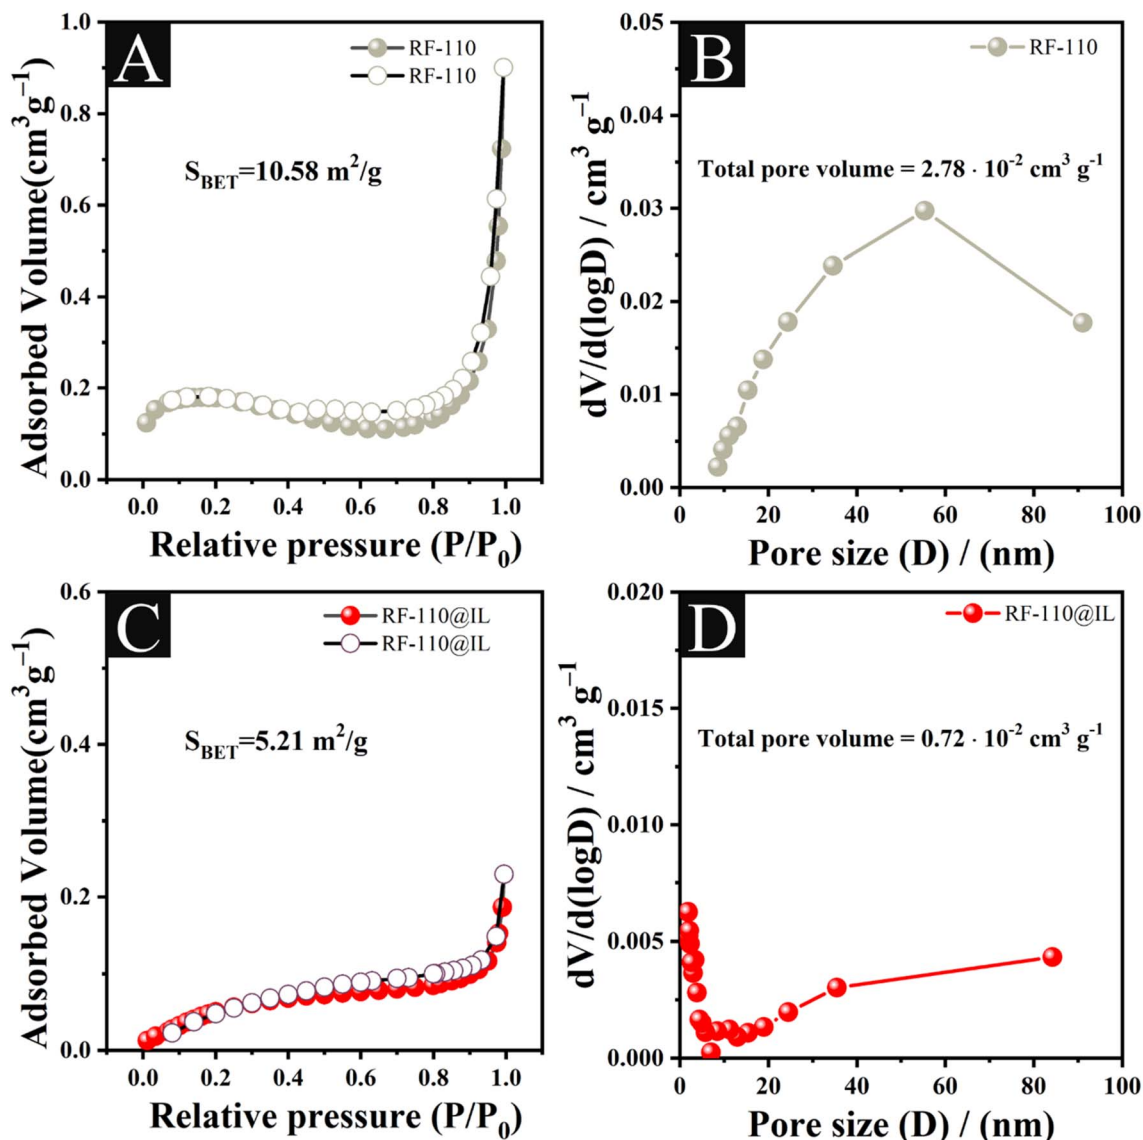 A
RF-110
RF-110
S_BET=10.58 m²/g
Adsorbed Volume(cm³g⁻¹)
1.0
0.8
0.6
0.4
0.2
0.0
0.0 0.2 0.4 0.6 0.8 1.0
Relative pressure (P/P₀)
B
RF-110
Total pore volume = 2.78 · 10⁻² cm³ g⁻¹
dV/d(logD) / cm³ g⁻¹
0.05
0.04
0.03
0.02
0.01
0.00
0 20 40 60 80 100
Pore size (D) / (nm)
C
RF-110@IL
RF-110@IL
S_BET=5.21 m²/g
Adsorbed Volume(cm³g⁻¹)
0.6
0.4
0.2
0.0
0.0 0.2 0.4 0.6 0.8 1.0
Relative pressure (P/P₀)
D
RF-110@IL
Total pore volume = 0.72 · 10⁻² cm³ g⁻¹
dV/d(logD) / cm³ g⁻¹
0.020
0.015
0.010
0.005
0.000
0 20 40 60 80 100
Pore size (D) / (nm)